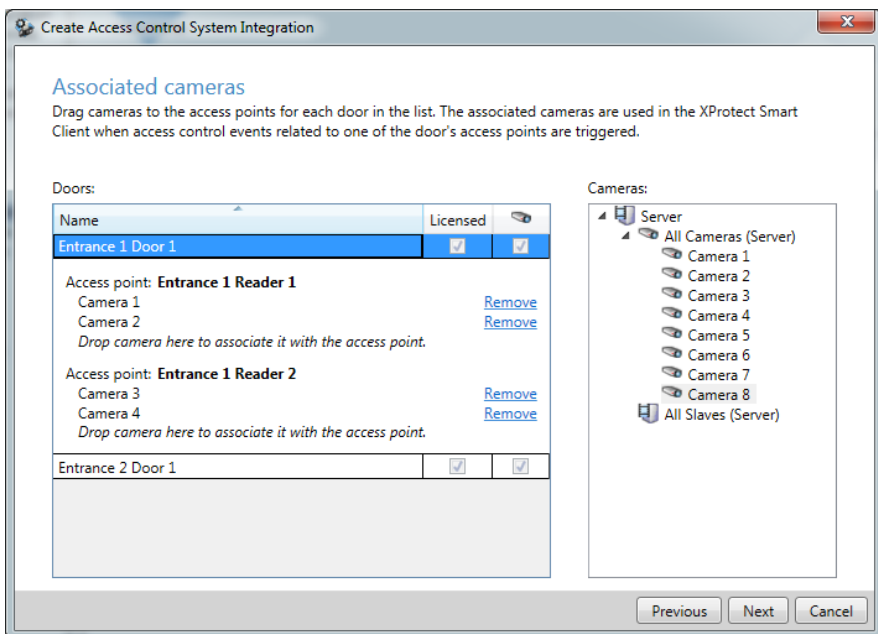 Create Access Control System Integration
Associated cameras
Drag cameras to the access points for each door in the list. The associated cameras are used in the XProtect Smart
Client when access control events related to one of the door's access points are triggered.
Doors:
Name Licensed
Entrance 1 Door 1
Access point: Entrance 1 Reader 1
Camera 1 Remove
Camera 2 Remove
Drop camera here to associate it with the access point.
Access point: Entrance 1 Reader 2
Camera 3 Remove
Camera 4 Remove
Drop camera here to associate it with the access point.
Entrance 2 Door 1
Cameras:
Server
All Cameras (Server)
Camera 1
Camera 2
Camera 3
Camera 4
Camera 5
Camera 6
Camera 7
Camera 8
All Slaves (Server)
Previous Next Cancel